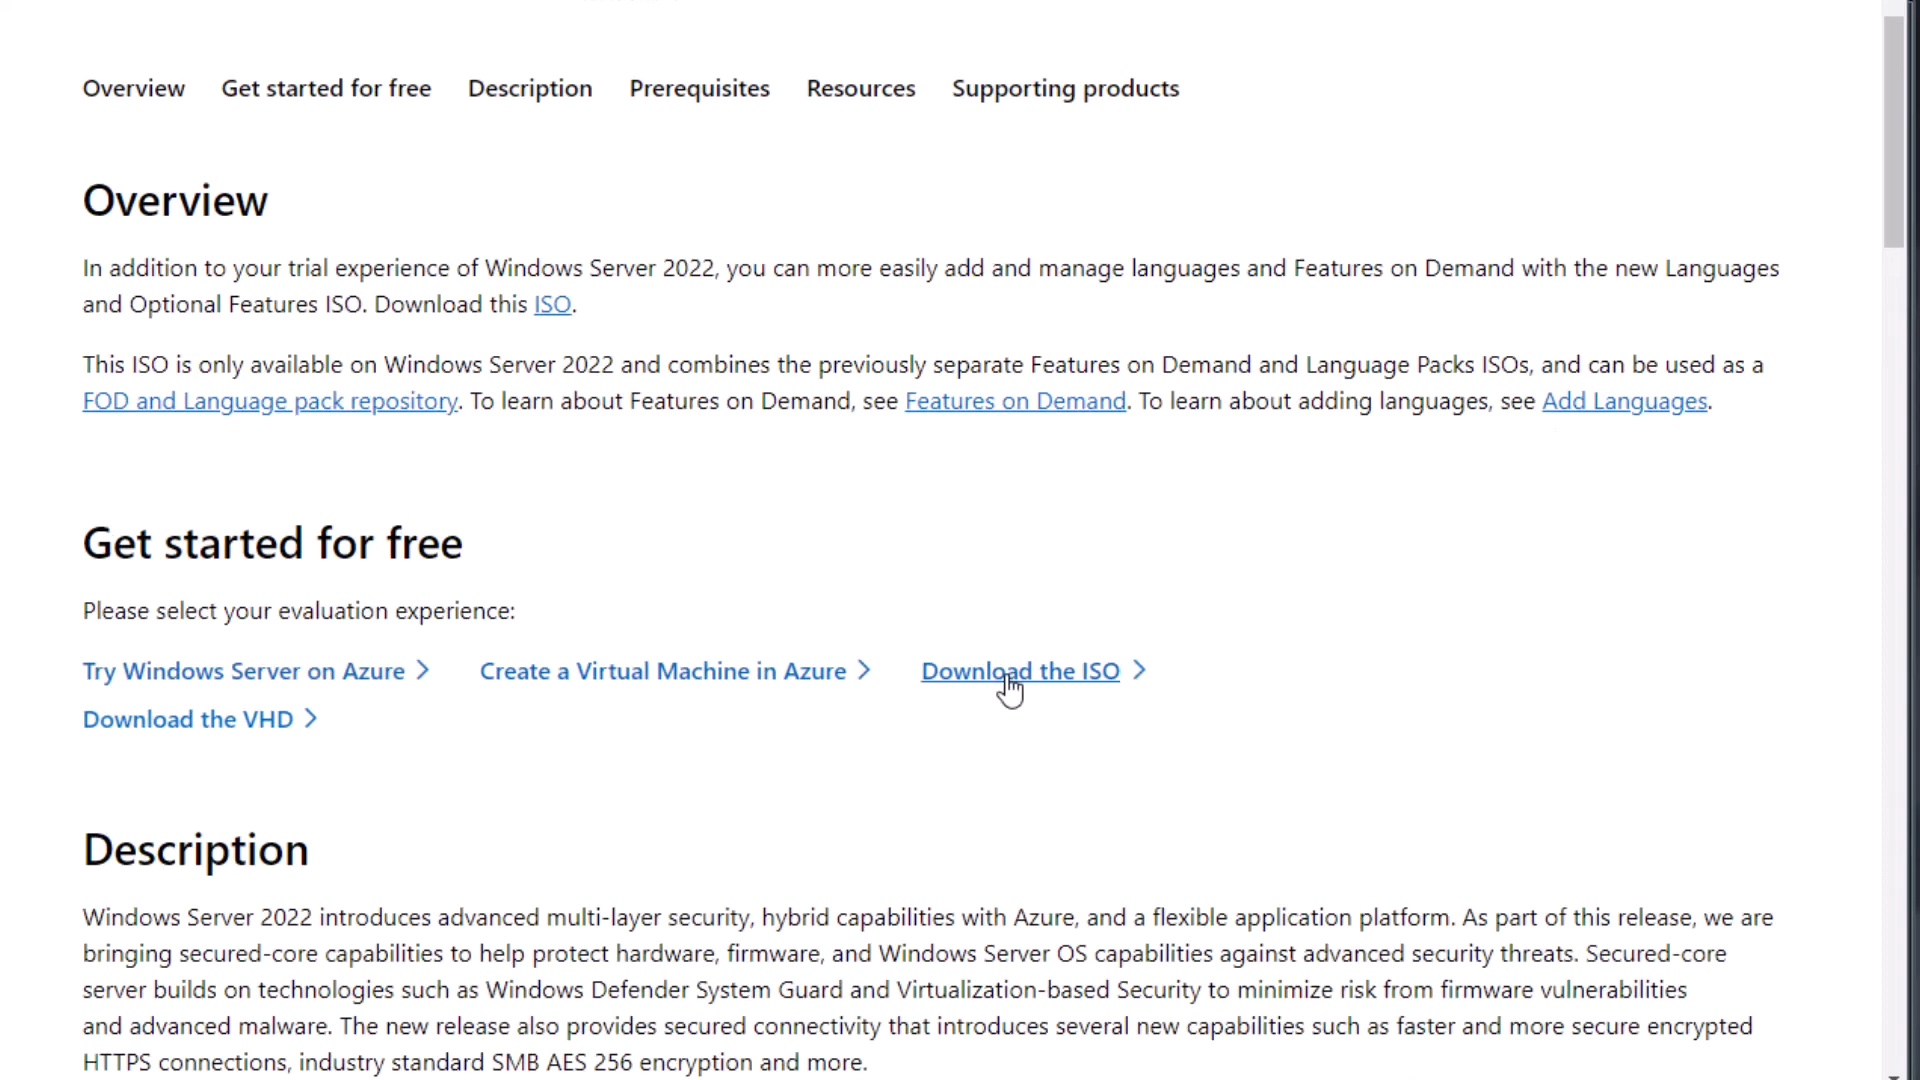 Overview Get started for free Description Prerequisites Resources Supporting products
Overview
In addition to your trial experience of Windows Server 2022, you can more easily add and manage languages and Features on Demand with the new Languages
and Optional Features ISO. Download this ISO.
This ISO is only available on Windows Server 2022 and combines the previously separate Features on Demand and Language Packs ISOs, and can be used as a
FOD and Language pack repository. To learn about Features on Demand, see Features on Demand. To learn about adding languages, see Add Languages.
Get started for free
Please select your evaluation experience:
Try Windows Server on Azure Create a Virtual Machine in Azure Download the ISO
Download the VHD
Description
Windows Server 2022 introduces advanced multi-layer security, hybrid capabilities with Azure, and a flexible application platform. As part of this release, we are
bringing secured-core capabilities to help protect hardware, firmware, and Windows Server OS capabilities against advanced security threats. Secured-core
server builds on technologies such as Windows Defender System Guard and Virtualization-based Security to minimize risk from firmware vulnerabilities
and advanced malware. The new release also provides secured connectivity that introduces several new capabilities such as faster and more secure encrypted
HTTPS connections, industry standard SMB AES 256 encryption and more.